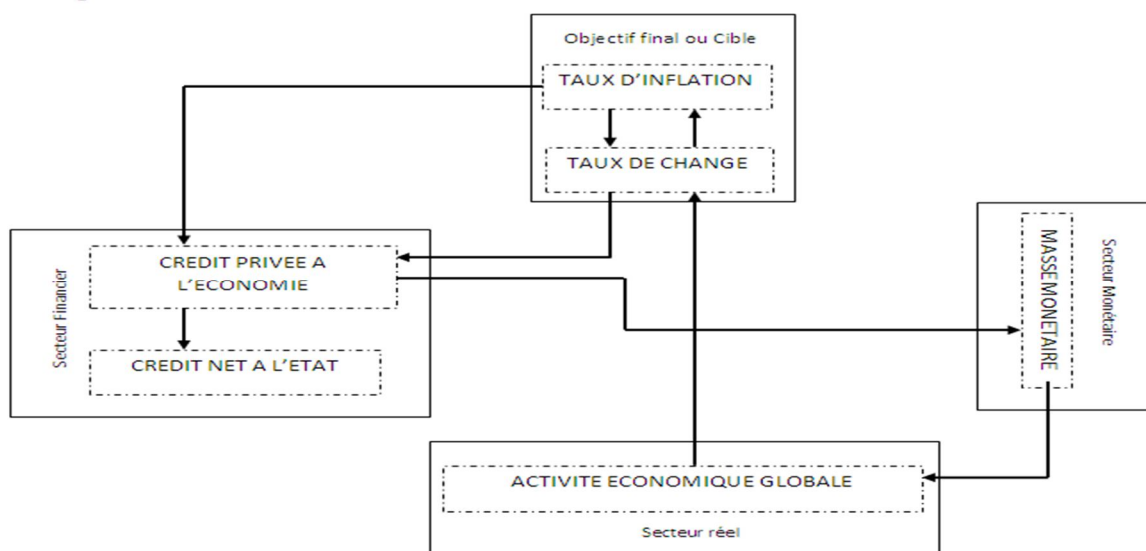 Objectif final ou Cible
TAUX D'INFLATION
TAUX DE CHANGE
Secteur Financier
CREDIT PRIVEE A
L'ECONOMIE
CREDIT NET A L'ETAT
MASSE MONETAIRE
Secteur Monétaire
ACTIVITE ECONOMIQUE GLOBALE
Secteur réel